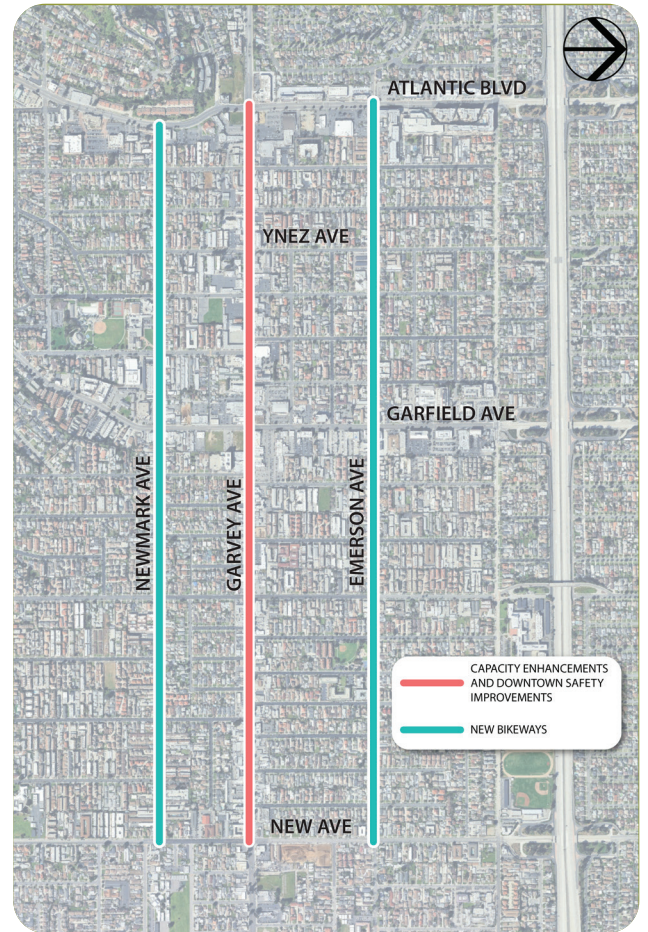 ATLANTIC BLVD
YNEZ AVE
GARFIELD AVE
NEWMARK AVE
GARVEY AVE
EMERSON AVE
CAPACITY ENHANCEMENTS
AND DOWNTOWN SAFETY
IMPROVEMENTS
NEW BIKEWAYS
NEW AVE